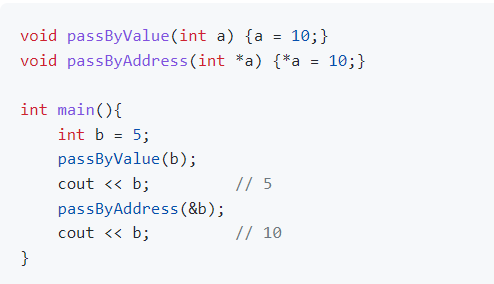 void passByValue(int a) {a = 10;}
void passByAddress(int *a) {*a = 10;}

int main(){
    int b = 5;
    passByValue(b);
    cout << b;         // 5
    passByAddress(&b);
    cout << b;         // 10
}